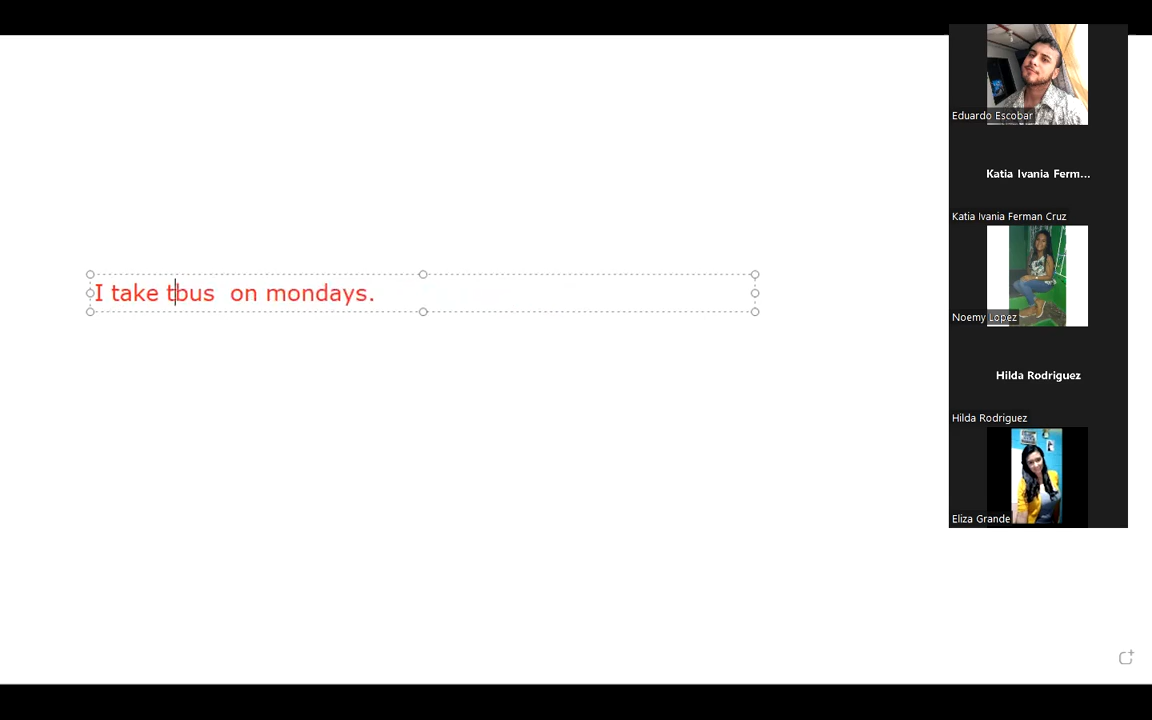 Eduardo Escobar
Katia Ivania Ferm...
Katia Ivania Ferman Cruz
I take tbus  on mondays.
Noemy Lopez
Hilda Rodriguez
Hilda Rodriguez
Eliza Grande